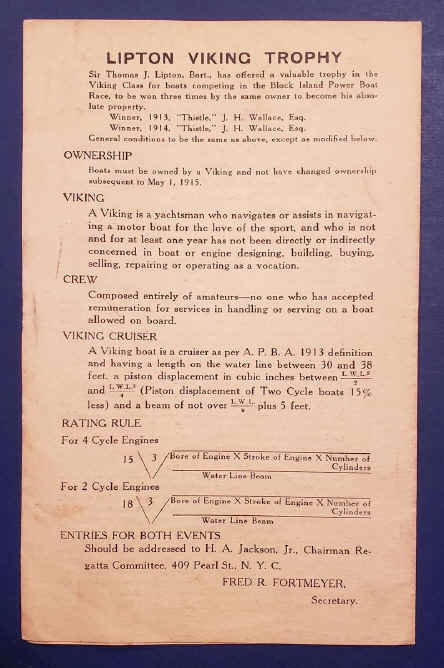 LIPTON VIKING TROPHY
Sir Thomas J. Lipton, Bart., has offered a valuable trophy in the
Viking Class for boats competing in the Block Island Power Boat
Race, to be won three times by the same owner to become his abso-
lute property.
Winner, 1913, "Thistle," J. H. Wallace, Esq.
Winner, 1914, "Thistle," J. H. Wallace, Esq.
General conditions to be the same as above, except as modified below.
OWNERSHIP
Boats must be owned by a Viking and not have changed ownership
subsequent to May 1, 1915.
VIKING
A Viking is a yachtsman who navigates or assists in navigat-
ing a motor boat for the love of the sport, and who is not
and for at least one year has not been directly or indirectly
concerned in boat or engine designing, building, buying,
selling, repairing or operating as a vocation.
CREW
Composed entirely of amateurs—no one who has accepted
remuneration for services in handling or serving on a boat
allowed on board.
VIKING CRUISER
A Viking boat is a cruiser as per A. P. B. A. 1913 definition
and having a length on the water line between 30 and 38
feet, a piston displacement in cubic inches between L.W.L.²/2
and L.W.L.²/4 (Piston displacement of Two Cycle boats 15%
less) and a beam of not over L.W.L./8 plus 5 feet.
RATING RULE
For 4 Cycle Engines
15 3√ Bore of Engine X Stroke of Engine X Number of
Cylinders
Water Line Beam
For 2 Cycle Engines
18 3√ Bore of Engine X Stroke of Engine X Number of
Cylinders
Water Line Beam
ENTRIES FOR BOTH EVENTS
Should be addressed to H. A. Jackson, Jr., Chairman Re-
gatta Committee, 409 Pearl St., N. Y. C.
FRED R. FORTMEYER,
Secretary.